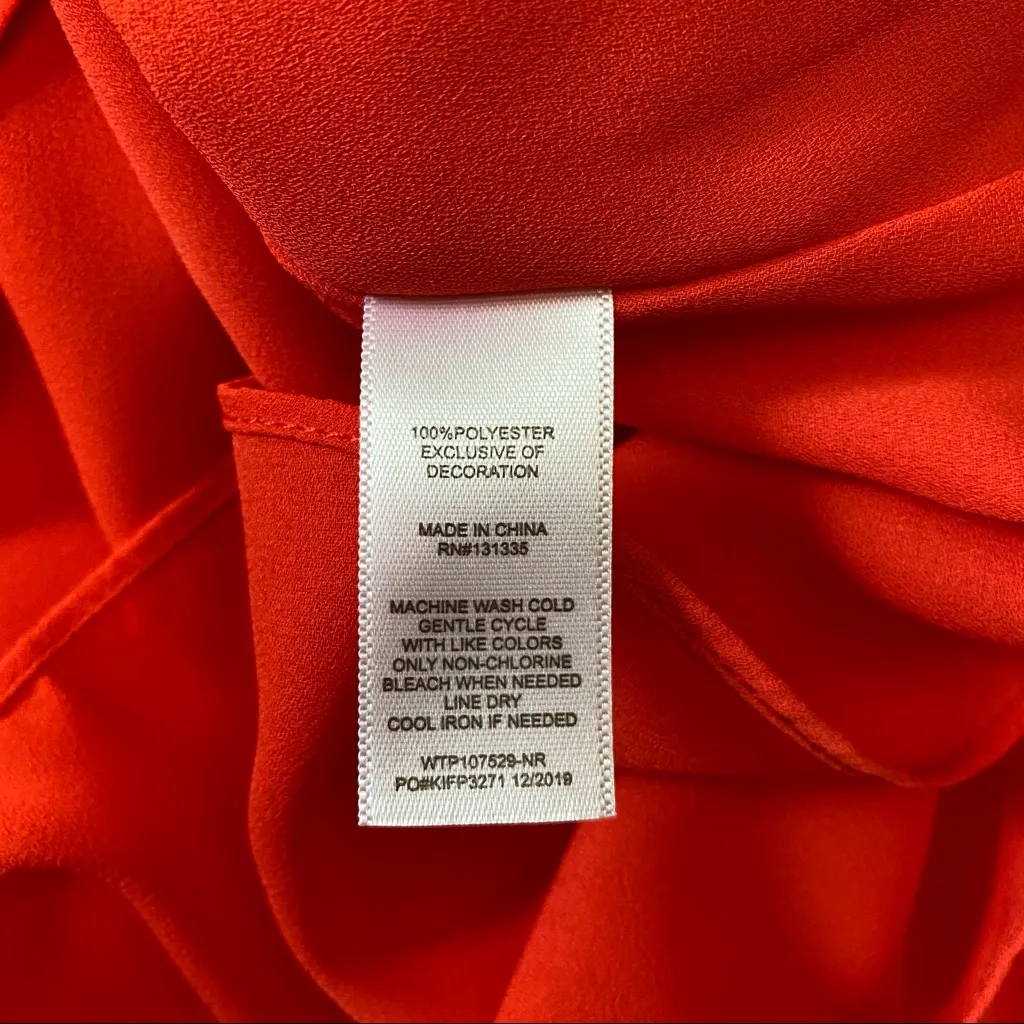 100%POLYESTER
EXCLUSIVE OF
DECORATION
MADE IN CHINA
RN#131335
MACHINE WASH COLD
GENTLE CYCLE
WITH LIKE COLORS
ONLY NON-CHLORINE
BLEACH WHEN NEEDED
LINE DRY
COOL IRON IF NEEDED
WTP107529-NR
PO#KIFP3271 12/2019